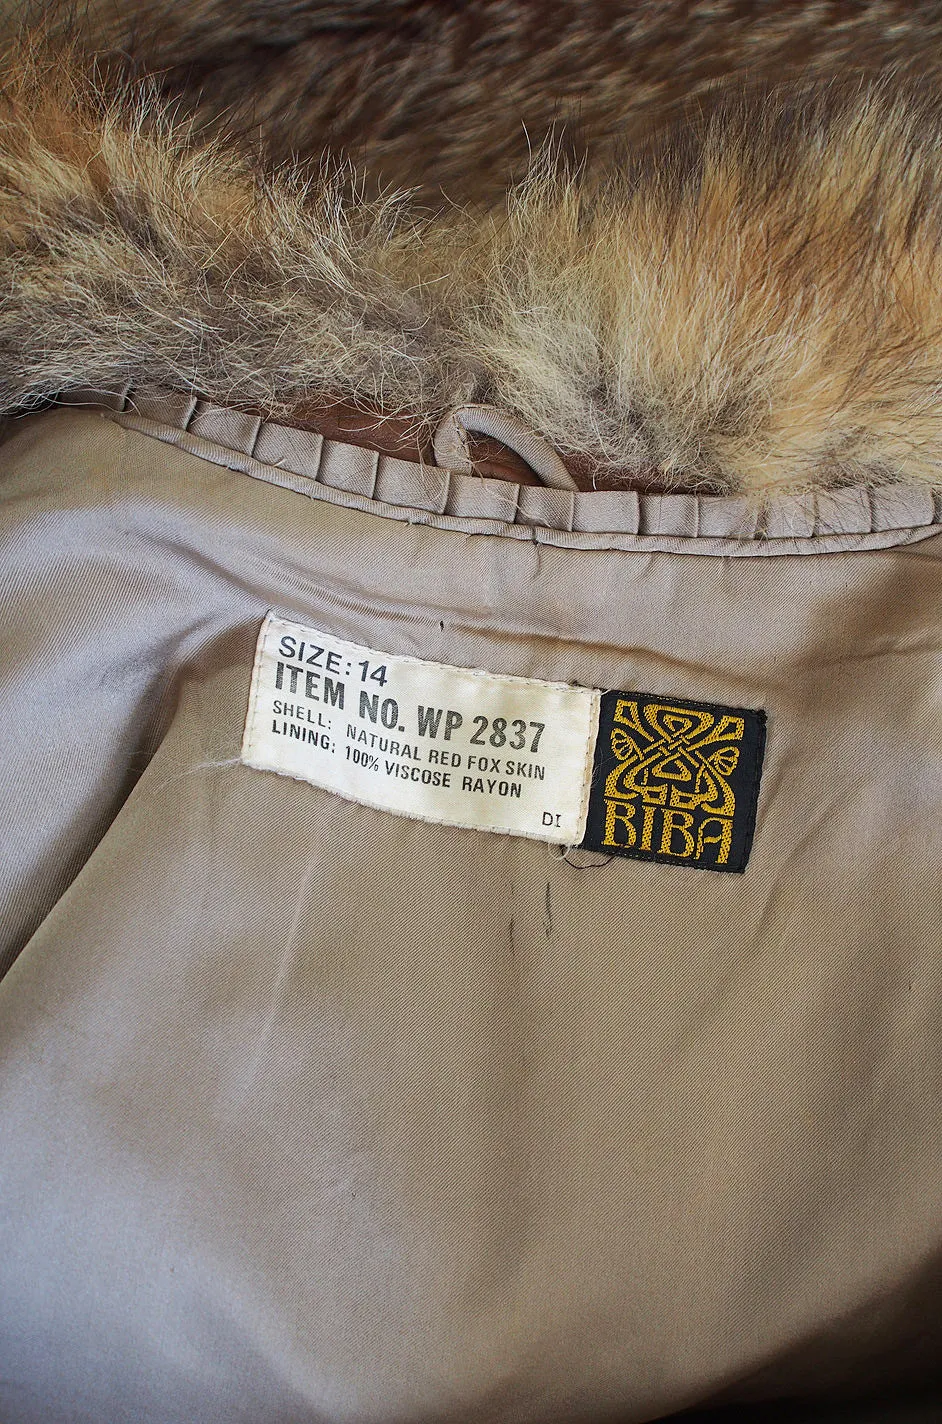 SIZE: 14
ITEM NO. WP 2837
SHELL: NATURAL RED FOX SKIN
LINING: 100% VISCOSE RAYON
DI
BIBA